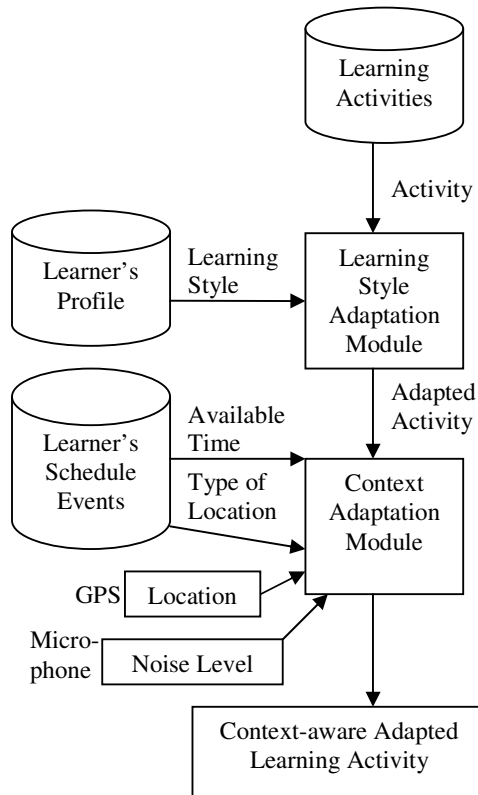 Learning
Activities
Activity
Learner's
Profile
Learning
Style
Learning
Style
Adaptation
Module
Adapted
Activity
Learner's
Schedule
Events
Available
Time
Type of
Location
Context
Adaptation
Module
GPS
Location
Micro-
phone
Noise Level
Context-aware Adapted
Learning Activity